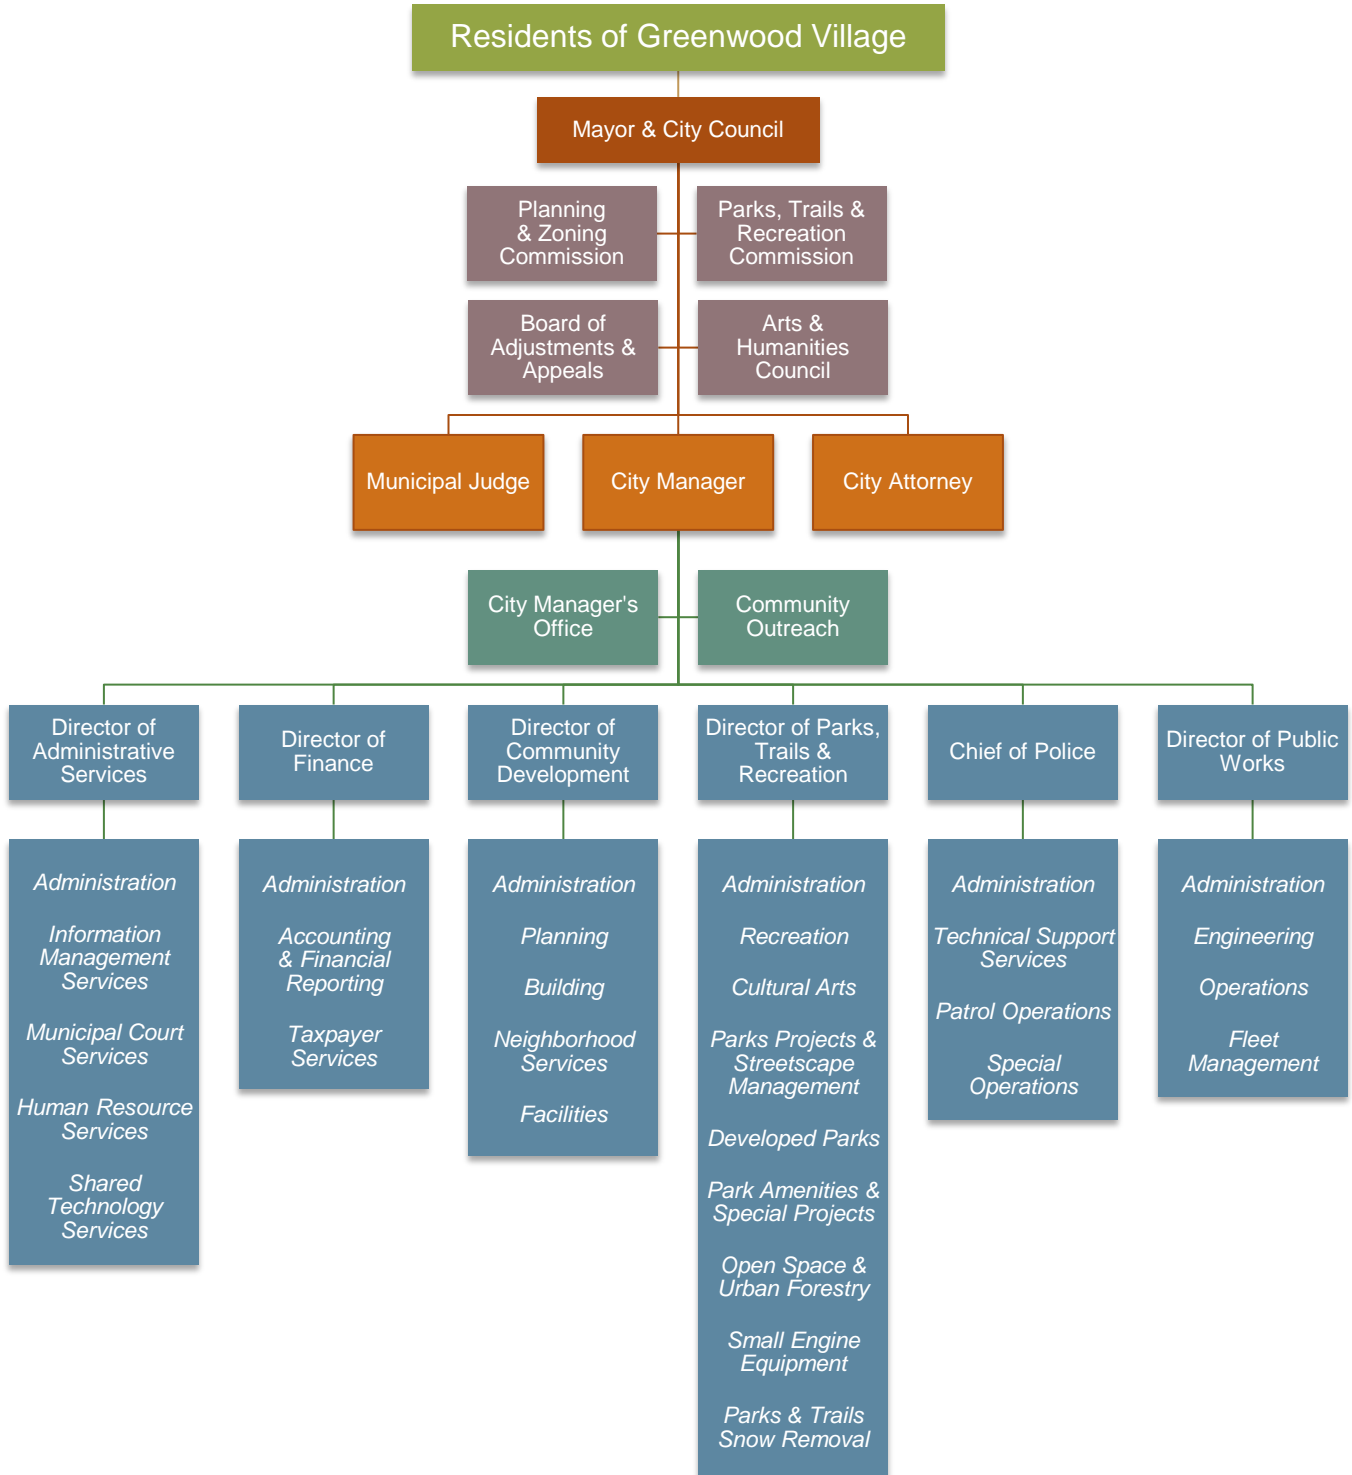 Residents of Greenwood Village
Mayor & City Council
Planning
& Zoning
Commission
Parks, Trails &
Recreation
Commission
Board of
Adjustments &
Appeals
Arts &
Humanities
Council
Municipal Judge
City Manager
City Attorney
City Manager's
Office
Community
Outreach
Director of
Administrative
Services
Director of
Finance
Director of
Community
Development
Director of Parks,
Trails &
Recreation
Chief of Police
Director of Public
Works
Administration
Information
Management
Services
Municipal Court
Services
Human Resource
Services
Shared
Technology
Services
Administration
Accounting
& Financial
Reporting
Taxpayer
Services
Administration
Planning
Building
Neighborhood
Services
Facilities
Administration
Recreation
Cultural Arts
Parks Projects &
Streetscape
Management
Developed Parks
Park Amenities &
Special Projects
Open Space &
Urban Forestry
Small Engine
Equipment
Parks & Trails
Snow Removal
Administration
Technical Support
Services
Patrol Operations
Special
Operations
Administration
Engineering
Operations
Fleet
Management